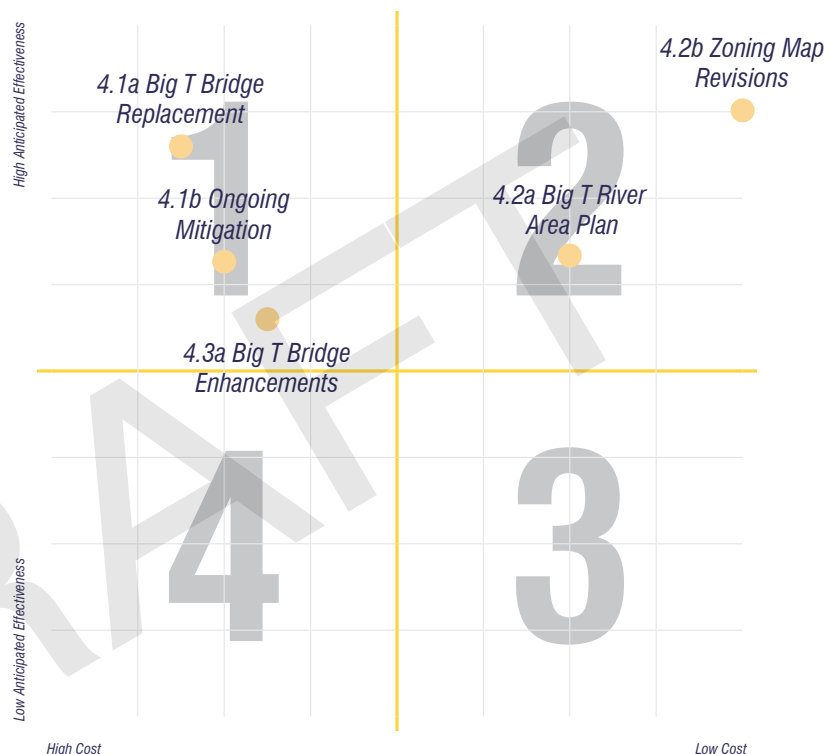 High Anticipated Effectiveness
4.2b Zoning Map
Revisions
4.1a Big T Bridge
Replacement
1
2
4.1b Ongoing
Mitigation
4.2a Big T River
Area Plan
4.3a Big T Bridge
Enhancements
4
3
Low Anticipated Effectiveness
High Cost
Low Cost
RAFT